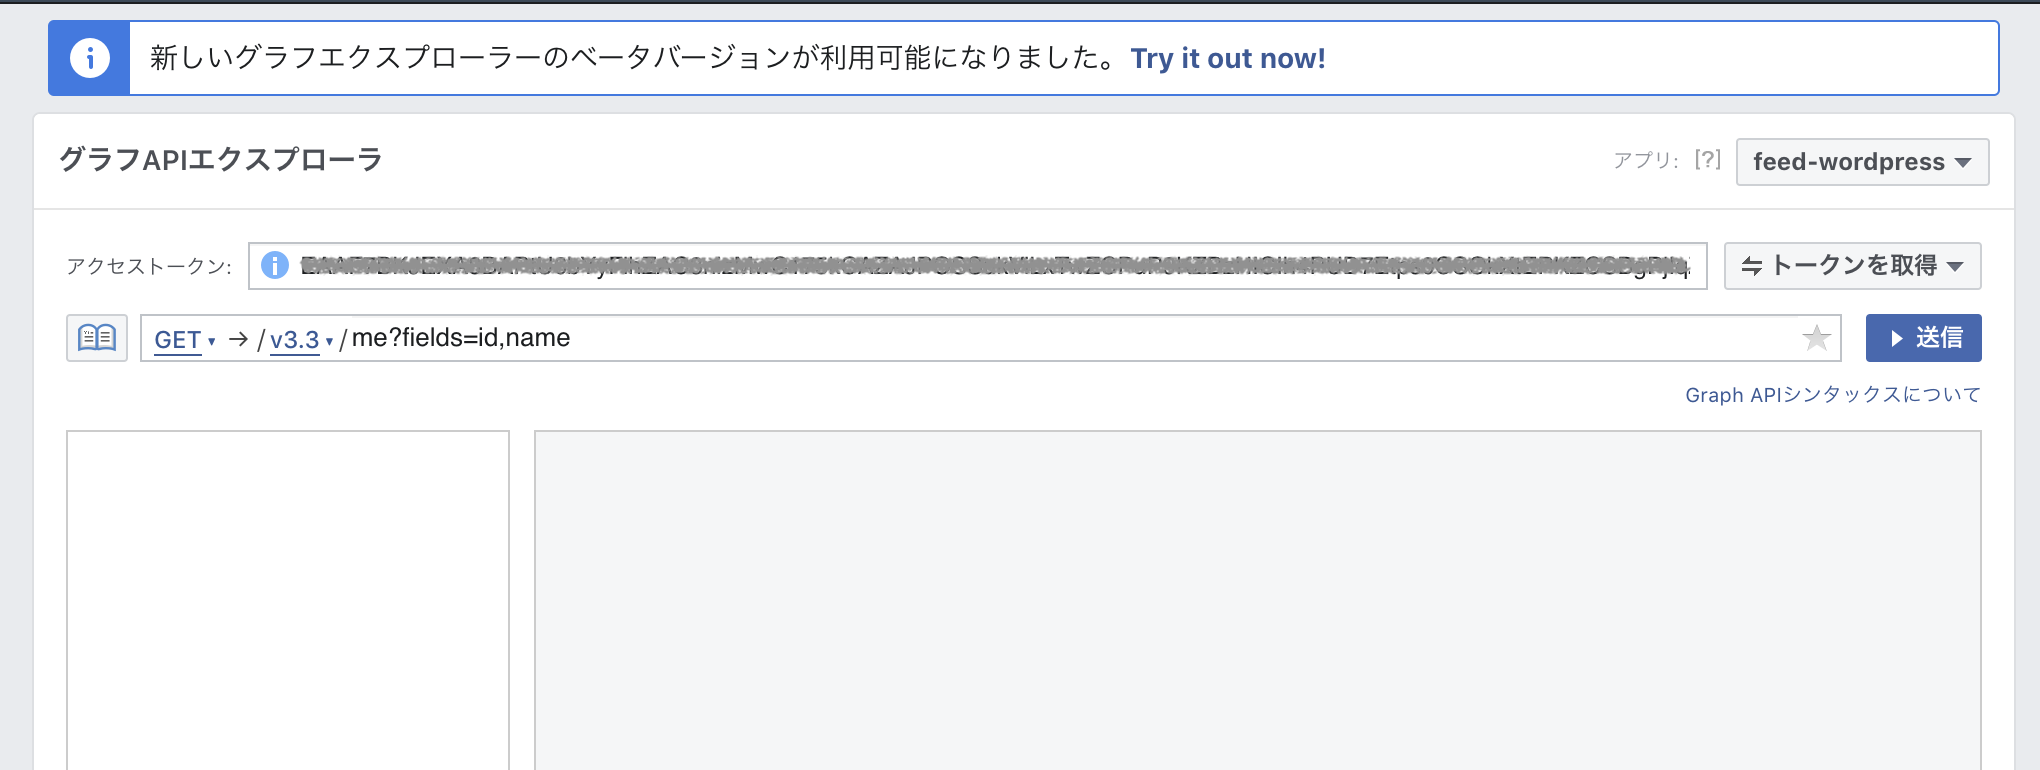 新しいグラフエクスプローラーのベータバージョンが利用可能になりました。 Try it out now!
グラフAPIエクスプローラ
アプリ: [?] feed-wordpress
アクセストークン:
トークンを取得
GET → / v3.3 / me?fields=id,name
送信
Graph APIシンタックスについて